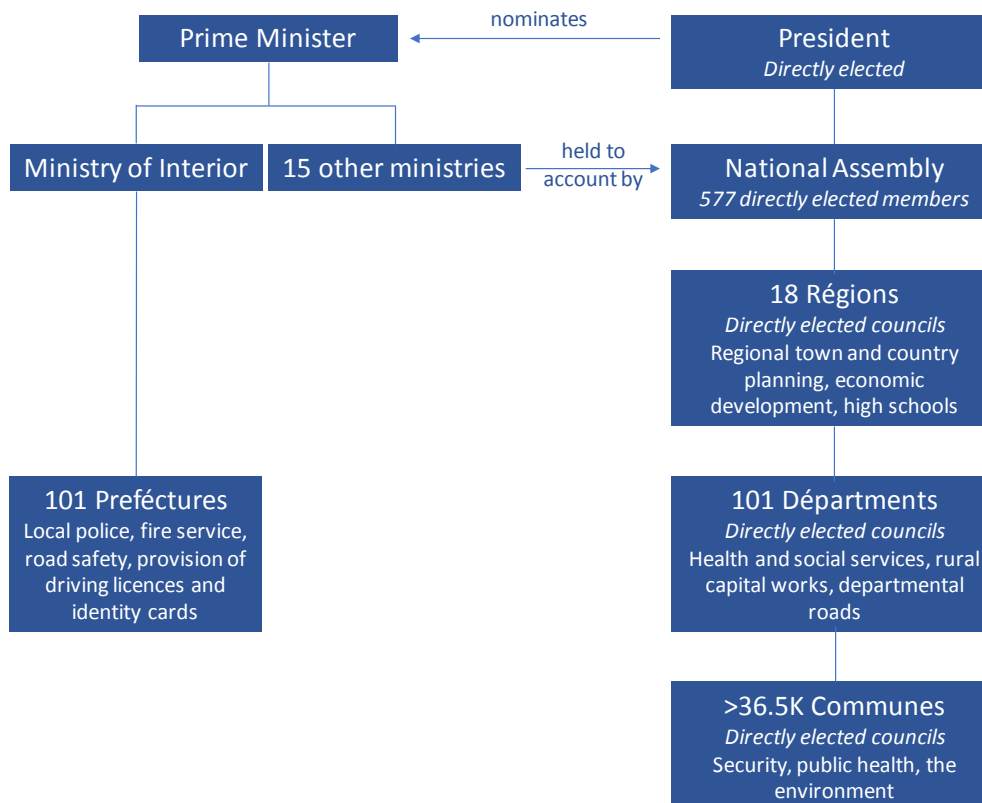 nominates
Prime Minister
President
Directly elected
Ministry of Interior
15 other ministries
held to
account by
National Assembly
577 directly elected members
18 Régions
Directly elected councils
Regional town and country
planning, economic
development, high schools
101 Preféctures
Local police, fire service,
road safety, provision of
driving licences and
identity cards
101 Départments
Directly elected councils
Health and social services, rural
capital works, departmental
roads
>36.5K Communes
Directly elected councils
Security, public health, the
environment